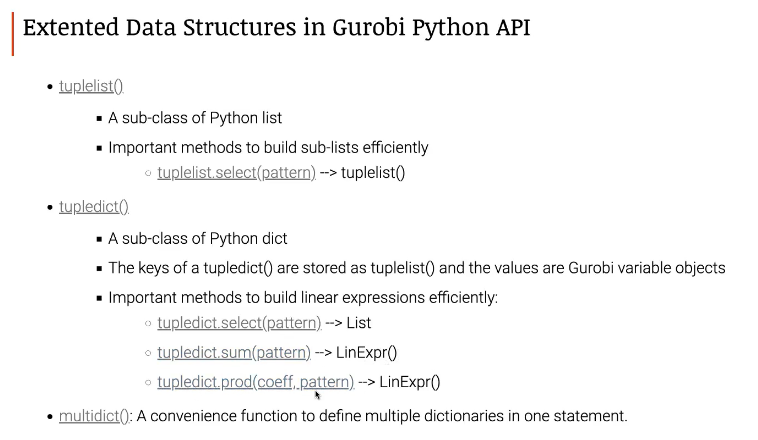 Extented Data Structures in Gurobi Python API
• tuplelist()
▪ A sub-class of Python list
▪ Important methods to build sub-lists efficiently
○ tuplelist.select(pattern) --> tuplelist()
• tupledict()
▪ A sub-class of Python dict
▪ The keys of a tupledict() are stored as tuplelist() and the values are Gurobi variable objects
▪ Important methods to build linear expressions efficiently:
○ tupledict.select(pattern) --> List
○ tupledict.sum(pattern) --> LinExpr()
○ tupledict.prod(coeff, pattern) --> LinExpr()
• multidict(): A convenience function to define multiple dictionaries in one statement.